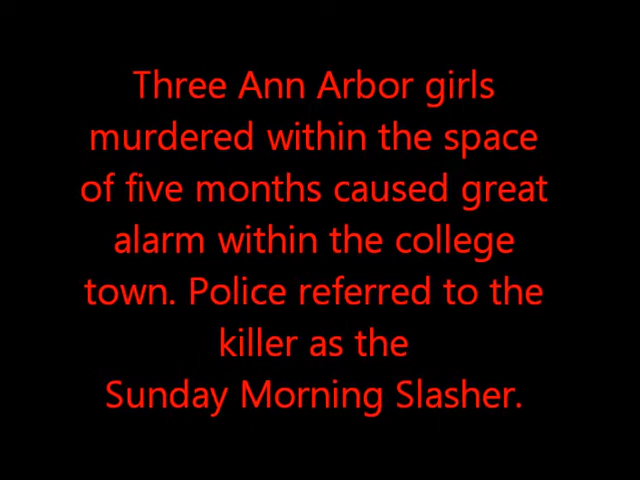 Three Ann Arbor girls
murdered within the space
of five months caused great
alarm within the college
town. Police referred to the
killer as the
Sunday Morning Slasher.